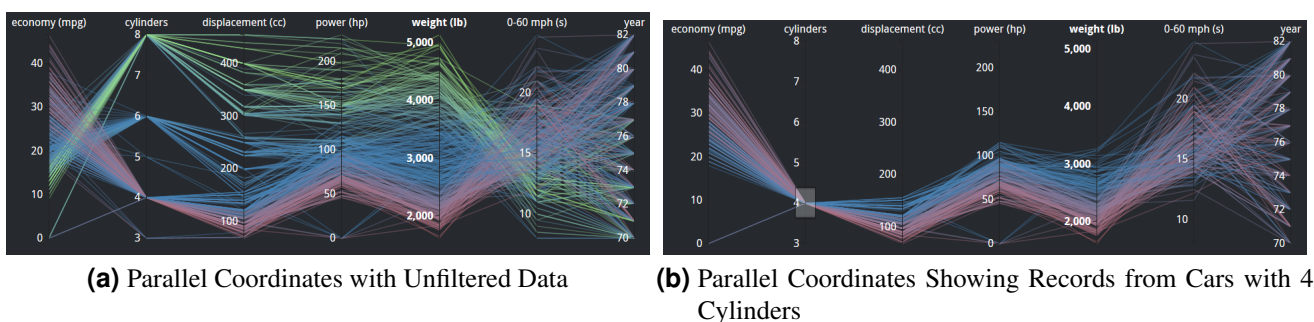 economy (mpg) cylinders displacement (cc) power (hp) weight (lb) 0-60 mph (s) year
8 5,000 82
40 7 400 200 80
20 78
30 6 300 150 4,000
76
20 5 200 100 3,000 15 74
10 4 100 50 2,000 10 72
0 3 0 70
economy (mpg) cylinders displacement (cc) power (hp) weight (lb) 0-60 mph (s) year
8 5,000 82
40 7 400 200 80
20 78
30 6 300 150 4,000
76
20 5 200 100 3,000 15 74
10 4 100 50 2,000 10 72
0 3 0 70
(a) Parallel Coordinates with Unfiltered Data
(b) Parallel Coordinates Showing Records from Cars with 4
Cylinders